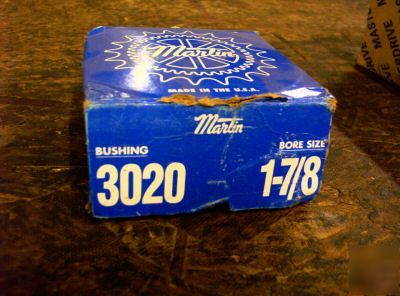 Martin
MADE IN THE U.S.A.
Martin
BUSHING
BORE SIZE
3020
1-7/8